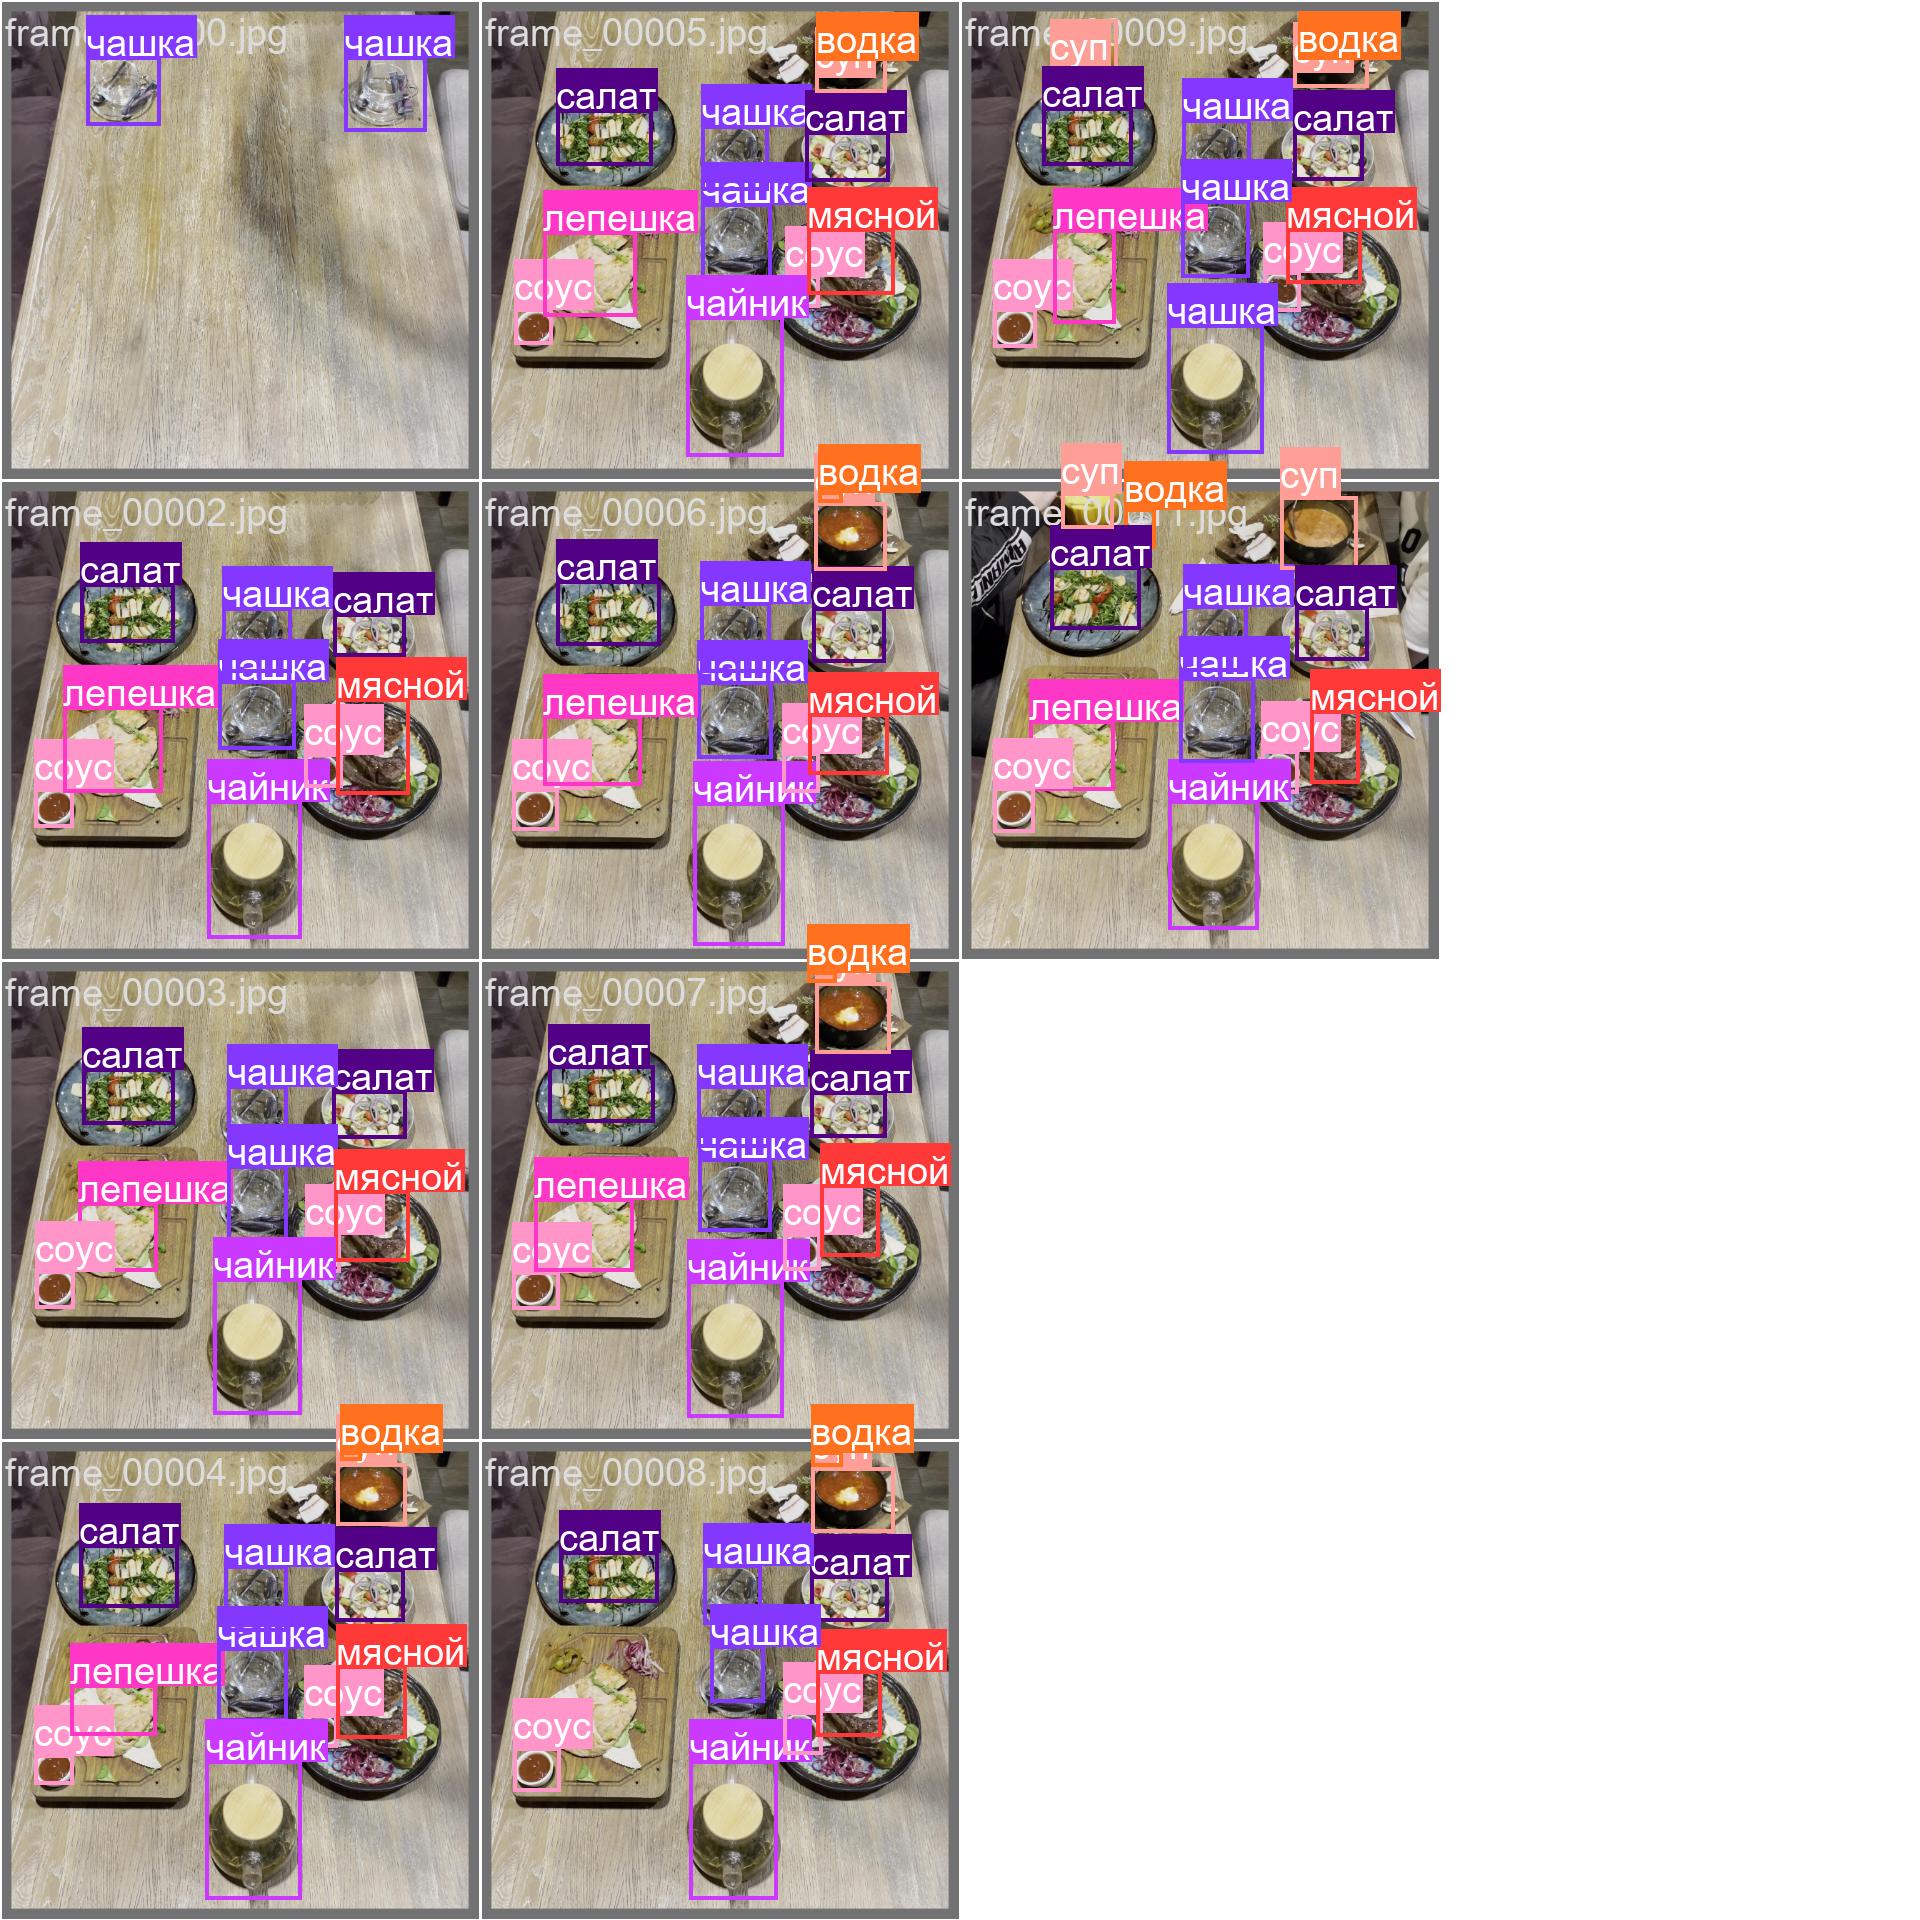 frame_00000.jpg
чашка
чашка
frame_00005.jpg
водка
суп
салат
чашка
салат
чашка
лепешка
мясной
соус
соус
чайник
frame_00009.jpg
суп
водка
суп
салат
чашка
салат
чашка
лепешка
мясной
соус
соус
чашка
frame_00002.jpg
салат
чашка
салат
чашка
лепешка
мясной
соус
соус
чайник
frame_00006.jpg
водка
салат
чашка
салат
чашка
лепешка
мясной
соус
соус
чайник
суп
водка
суп
салат
чашка
салат
чашка
лепешка
мясной
соус
соус
чайник
frame_00003.jpg
салат
чашка
салат
чашка
лепешка
мясной
соус
соус
чайник
frame_00007.jpg
водка
салат
чашка
салат
чашка
лепешка
мясной
соус
соус
чайник
frame_00004.jpg
водка
салат
чашка
салат
чашка
лепешка
мясной
соус
соус
чайник
frame_00008.jpg
водка
салат
чашка
салат
чашка
мясной
соус
соус
чайник